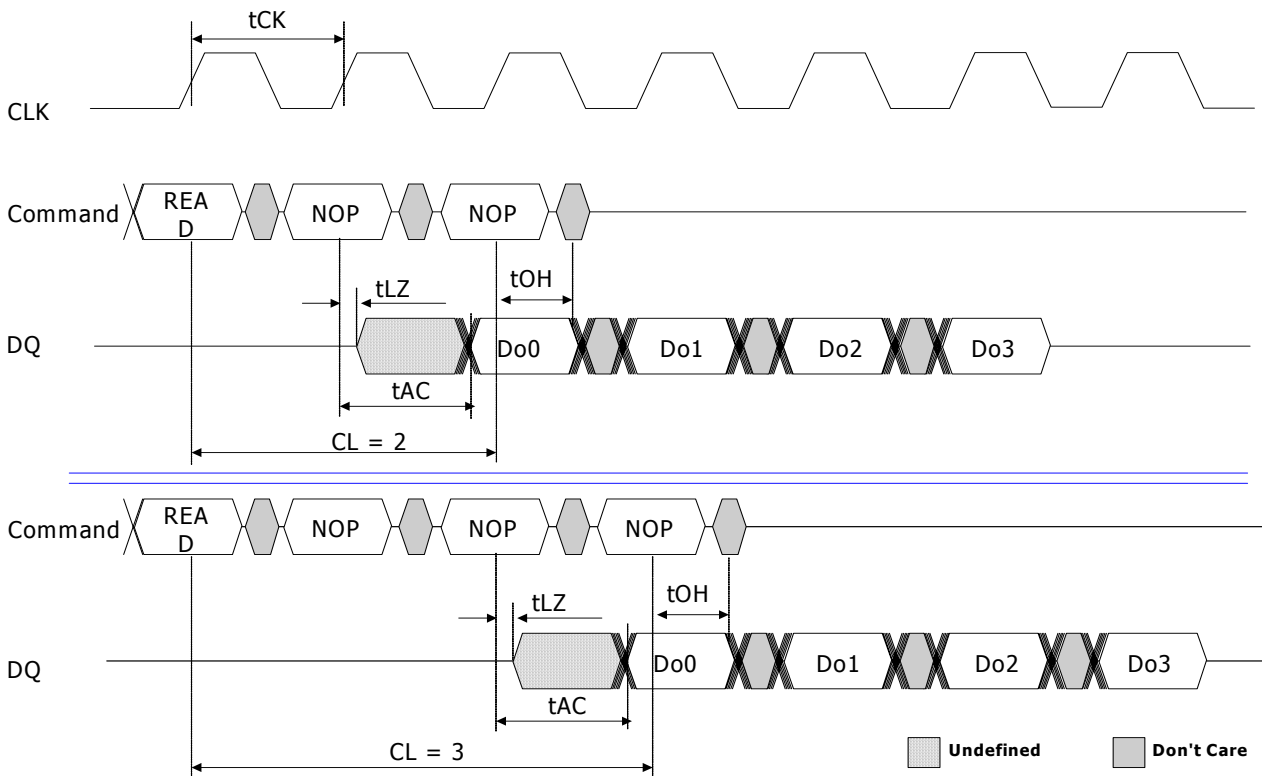 tCK
CLK
Command
REA
D
NOP
NOP
tLZ
tOH
DQ
Do0
Do1
Do2
Do3
tAC
CL = 2
Command
REA
D
NOP
NOP
NOP
tLZ
tOH
DQ
Do0
Do1
Do2
Do3
tAC
CL = 3
Undefined
Don't Care